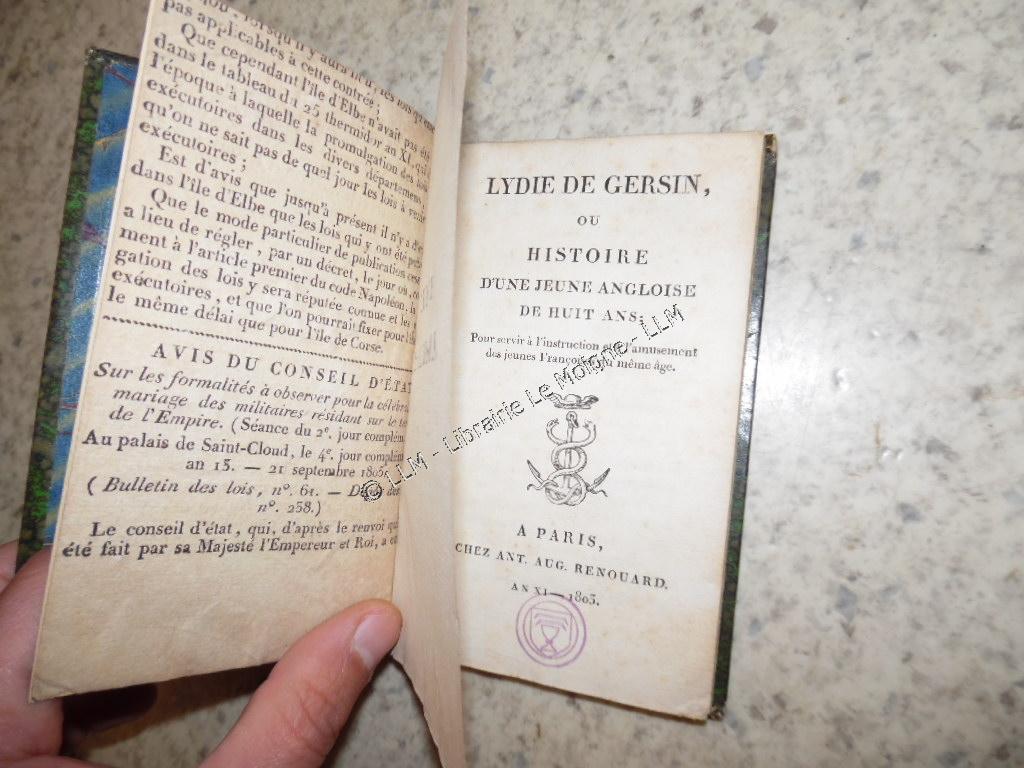 pas applicables à cette contrée;
Que cependant l'île d'Elbe n'avait pas été
dans le tableau du 25 thermidor an XI, qui
l'époque à laquelle la promulgation des lois
exécutoires dans les divers départemens,
qu'on ne sait pas de quel jour les lois à venir
exécutoires;
Est d'avis que jusqu'à présent il n'y a
dans l'île d'Elbe que les lois qui y ont été
Que le mode particulier de publication
a lieu de régler, par un décret, le jour où,
ment à l'article premier du code Napoléon, la
gation des lois y sera réputée connue et les
exécutoires, et que l'on pourrait fixer pour
le même délai que pour l'île de Corse.
AVIS DU CONSEIL D'ÉTAT
Sur les formalités à observer pour la célébra
mariage des militaires résidant sur le
de l'Empire. (Séance du 2e. jour complém
Au palais de Saint-Cloud, le 4e. jour complém
an 13. — 21 septembre 1805.
(Bulletin des lois, n°. 61. —
n°. 258.)
Le conseil d'état, qui, d'après le renvoi qui
été fait par sa Majesté l'Empereur et Roi, a
LYDIE DE GERSIN,
OU
HISTOIRE
D'UNE JEUNE ANGLOISE
DE HUIT ANS;
Pour servir à l'instruction et à l'amusement
des jeunes Françoises du même âge.
A PARIS,
CHEZ ANT. AUG. RENOUARD.
AN XI — 1803.
© LLM - Librairie Le Moigne - LLM